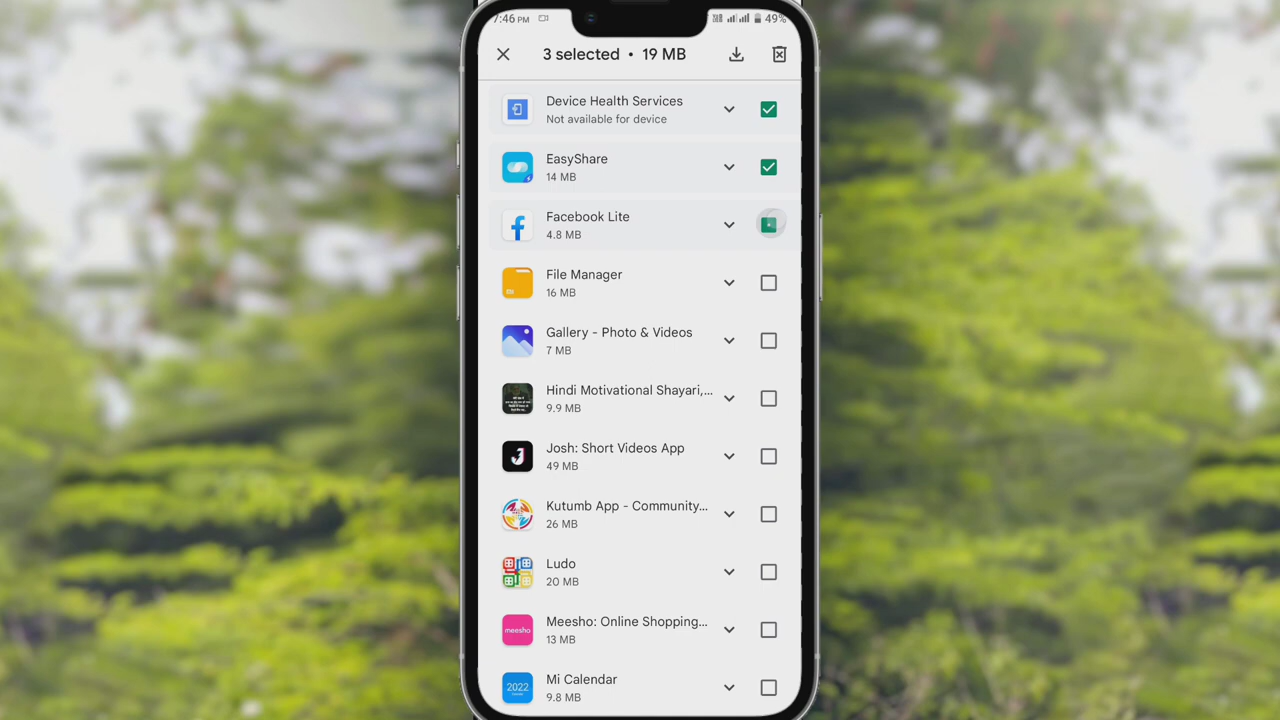 7:46 PM 49%
3 selected • 19 MB
Device Health Services
Not available for device
EasyShare
14 MB
Facebook Lite
4.8 MB
File Manager
16 MB
Gallery - Photo & Videos
7 MB
Hindi Motivational Shayari,...
9.9 MB
Josh: Short Videos App
49 MB
Kutumb App - Community...
26 MB
Ludo
20 MB
meesho
Meesho: Online Shopping...
13 MB
2022
Mi Calendar
9.8 MB